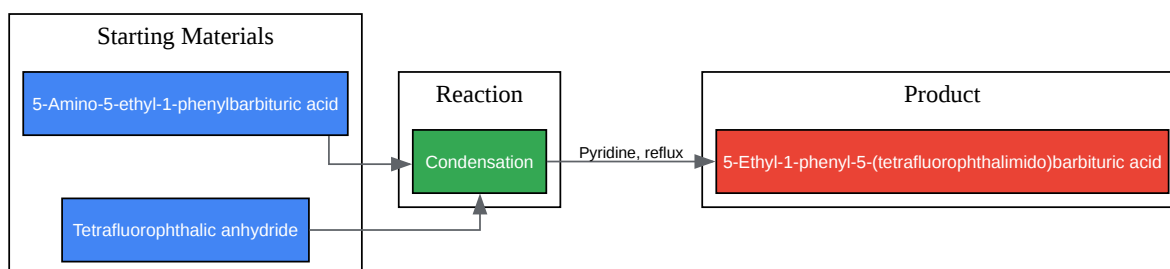 Starting Materials
5-Amino-5-ethyl-1-phenylbarbituric acid
Tetrafluorophthalic anhydride
Reaction
Condensation
Pyridine, reflux
Product
5-Ethyl-1-phenyl-5-(tetrafluorophthalimido)barbituric acid